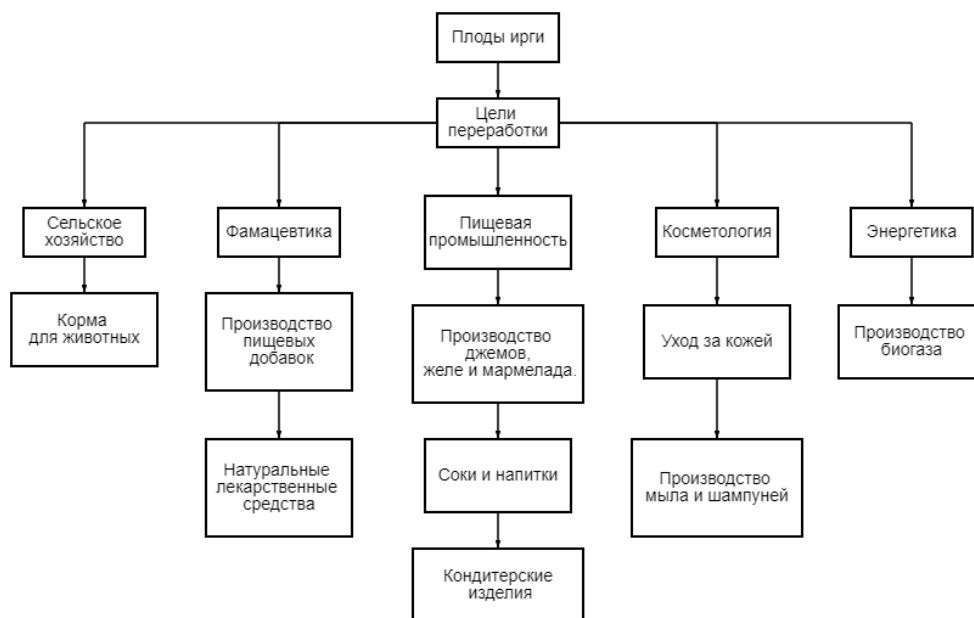 Плоды ирги
Цели
переработки
Сельское
хозяйство
Фамацевтика
Пищевая
промышленность
Косметология
Энергетика
Корма
для животных
Производство
пищевых
добавок
Производство
джемов,
желе и мармелада.
Уход за кожей
Производство
биогаза
Натуральные
лекарственные
средства
Соки и напитки
Производство
мыла и шампуней
Кондитерские
изделия